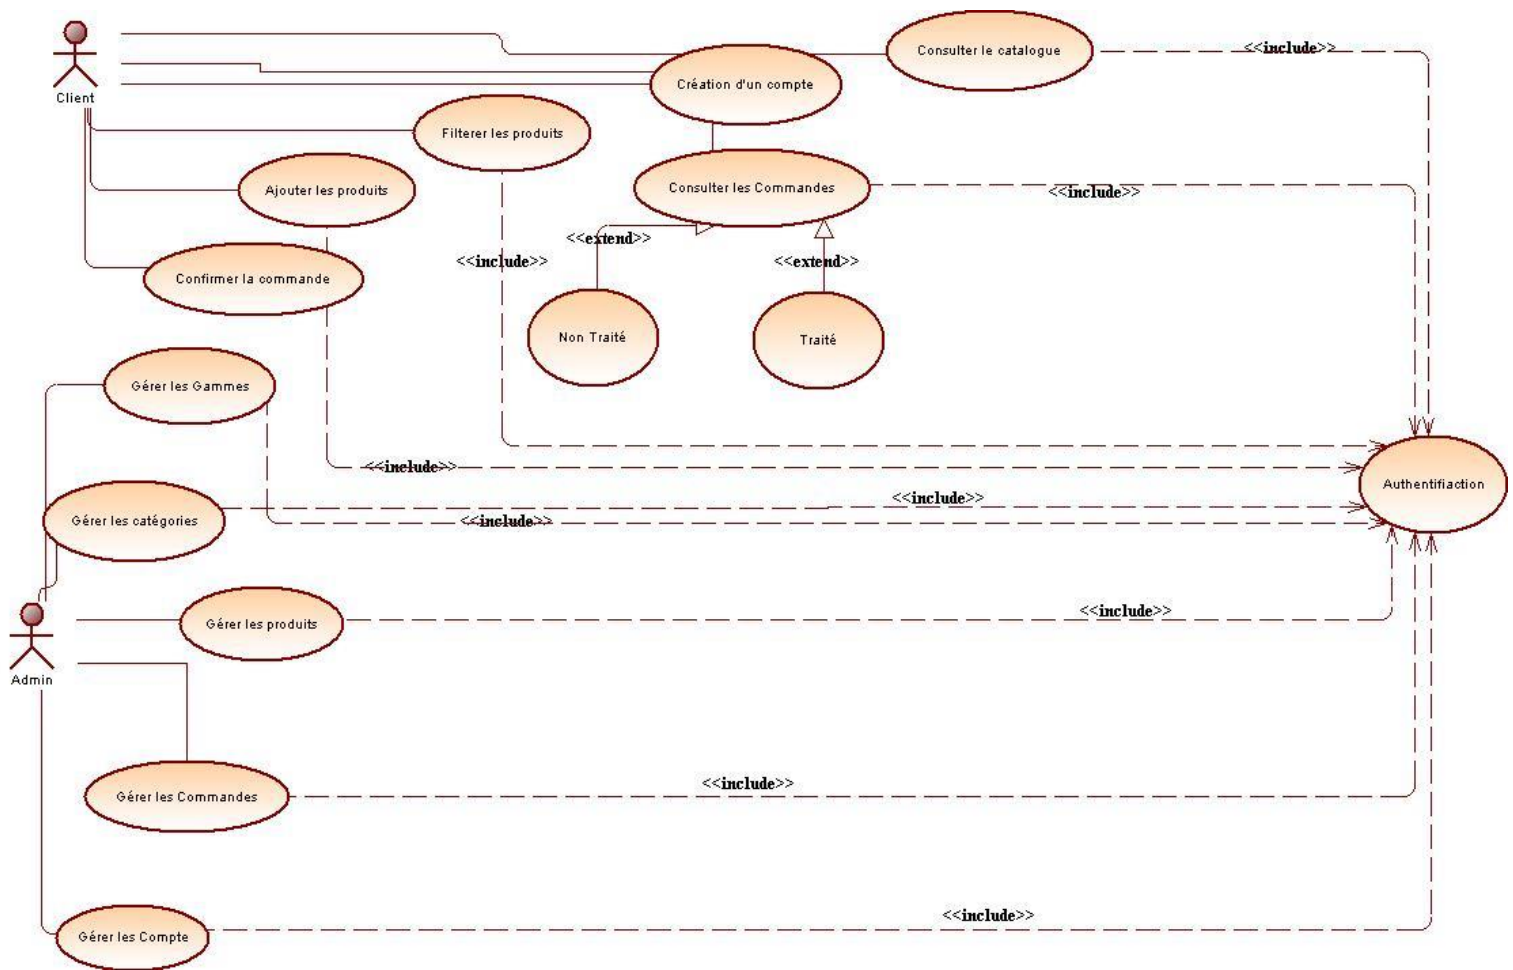 Consulter le catalogue
<<include>>
Création d'un compte
Client
Filterer les produits
Ajouter les produits
Consulter les Commandes
<<include>>
<<extend>>
<<include>>
<<extend>>
Confirmer la commande
Non Traité
Traité
Gérer les Gammes
<<include>>
Authentifiaction
<<include>>
Gérer les catégories
<<include>>
Gérer les produits
<<include>>
Admin
Gérer les Commandes
<<include>>
<<include>>
Gérer les Compte